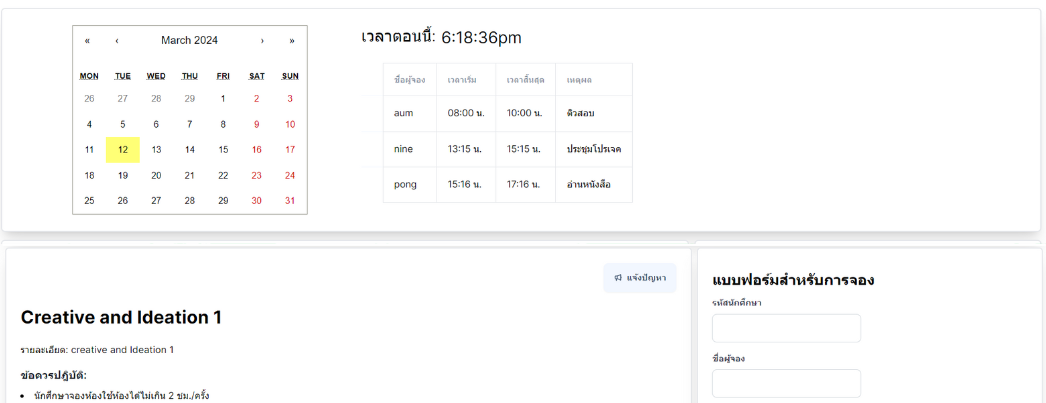 « ‹ March 2024 › »
MON TUE WED THU FRI SAT SUN
26 27 28 29 1 2 3
4 5 6 7 8 9 10
11 12 13 14 15 16 17
18 19 20 21 22 23 24
25 26 27 28 29 30 31
เวลาตอนนี้: 6:18:36pm
ชื่อผู้จอง เวลาเริ่ม เวลาสิ้นสุด เหตุผล
aum 08:00 น. 10:00 น. ติวสอบ
nine 13:15 น. 15:15 น. ประชุมโปรเจค
pong 15:16 น. 17:16 น. อ่านหนังสือ
แจ้งปัญหา
Creative and Ideation 1
รายละเอียด: creative and Ideation 1
ข้อควรปฎิบัติ:
• นักศึกษาจองห้องใช้ห้องได้ไม่เกิน 2 ชม./ครั้ง
แบบฟอร์มสำหรับการจอง
รหัสนักศึกษา
ชื่อผู้จอง